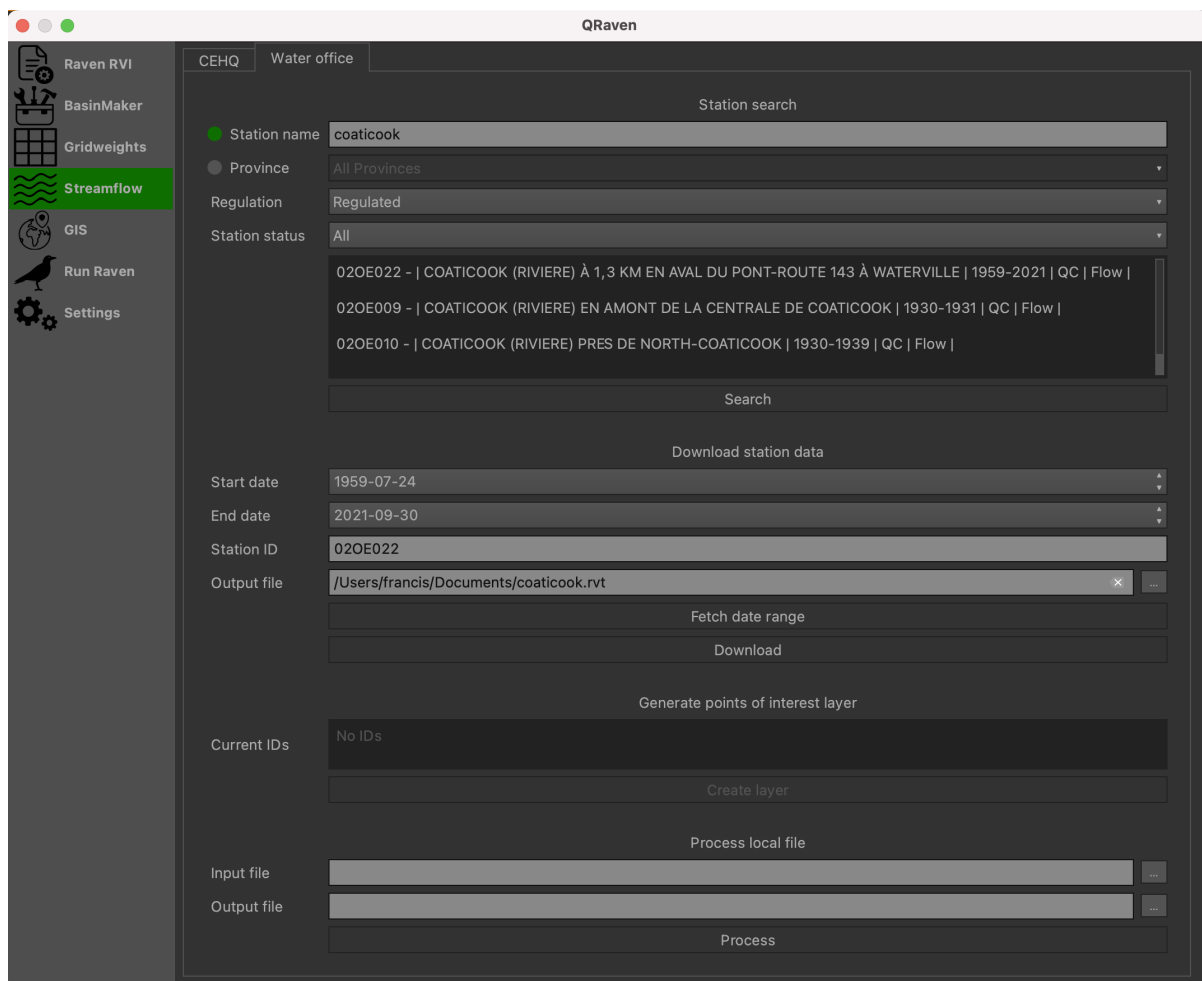 QRaven
Raven RVI
BasinMaker
Gridweights
Streamflow
GIS
Run Raven
Settings
CEHQ
Water office
Station search
Station name
coaticook
Province
All Provinces
Regulation
Regulated
Station status
All
02OE022 - | COATICOOK (RIVIERE) À 1,3 KM EN AVAL DU PONT-ROUTE 143 À WATERVILLE | 1959-2021 | QC | Flow |
02OE009 - | COATICOOK (RIVIERE) EN AMONT DE LA CENTRALE DE COATICOOK | 1930-1931 | QC | Flow |
02OE010 - | COATICOOK (RIVIERE) PRES DE NORTH-COATICOOK | 1930-1939 | QC | Flow |
Search
Download station data
Start date
1959-07-24
End date
2021-09-30
Station ID
02OE022
Output file
/Users/francis/Documents/coaticook.rvt
...
Fetch date range
Download
Generate points of interest layer
Current IDs
No IDs
Create layer
Process local file
Input file
...
Output file
...
Process